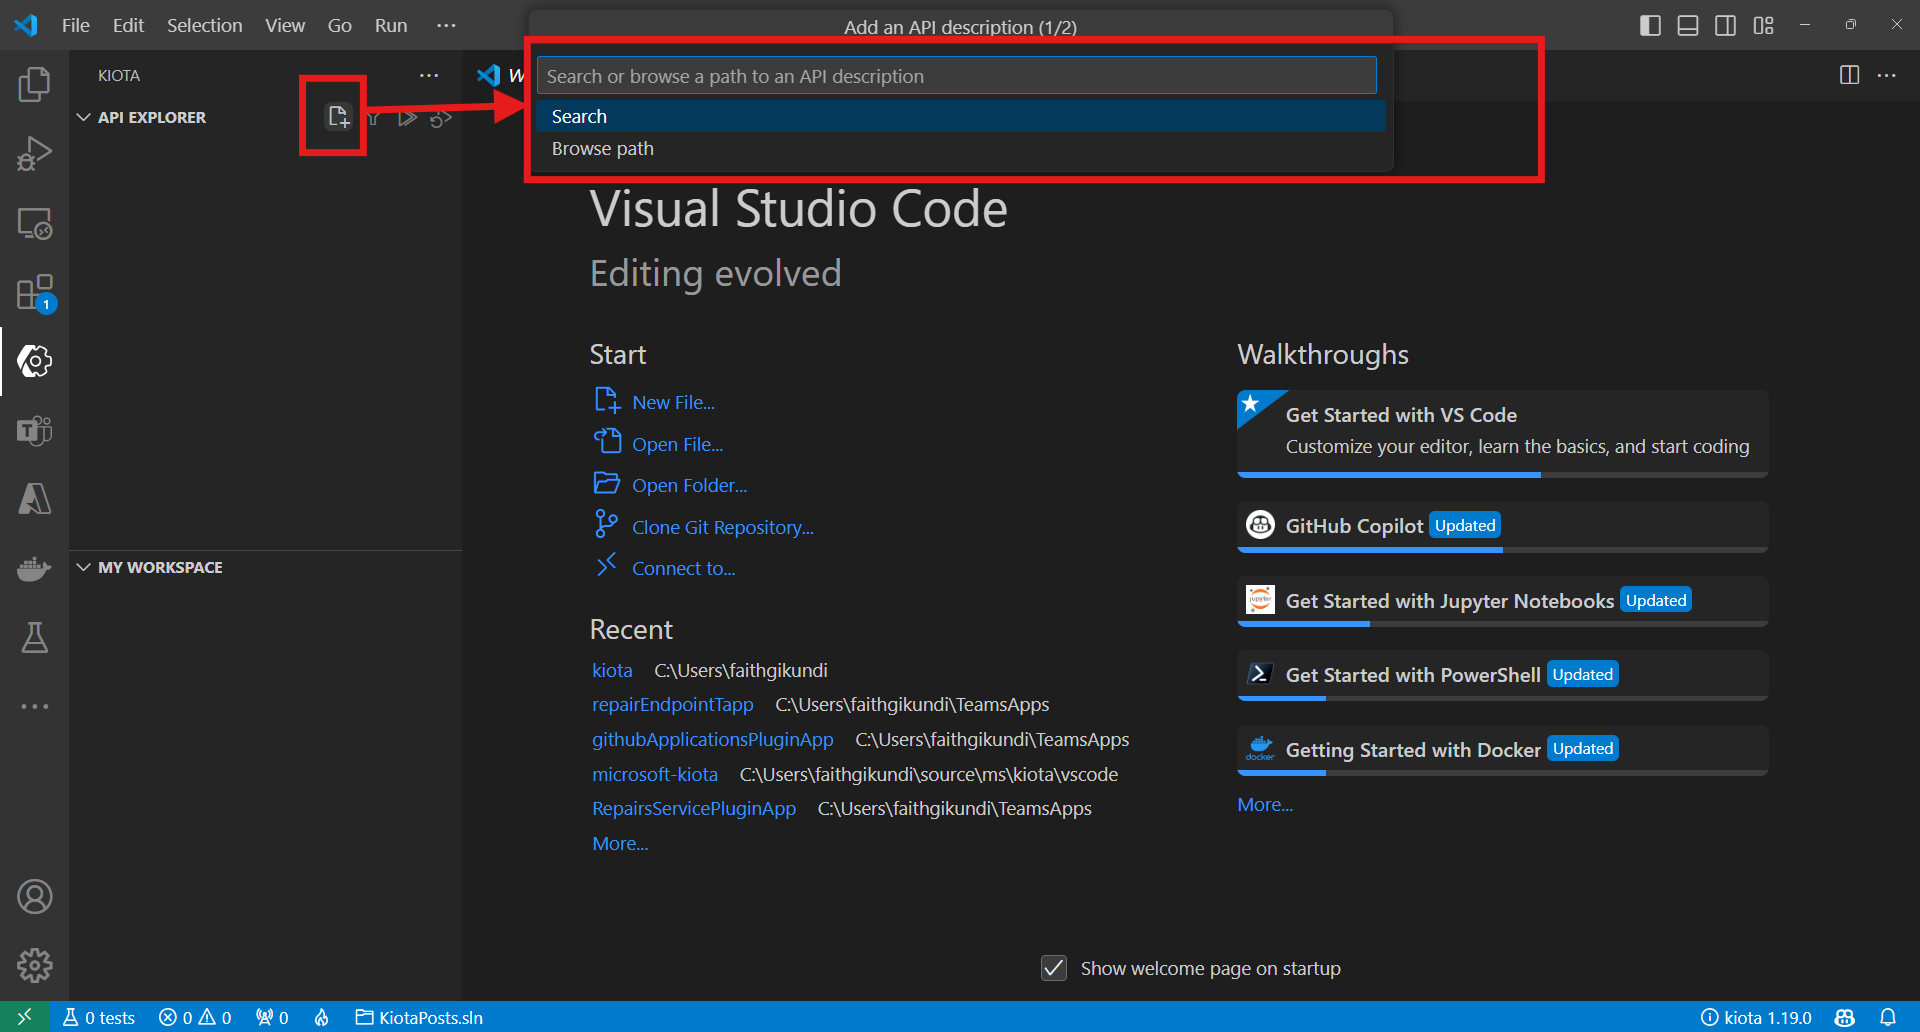 File Edit Selection View Go Run ···
Add an API description (1/2)
Search or browse a path to an API description
Search
Browse path
KIOTA
API EXPLORER
MY WORKSPACE
1
Visual Studio Code
Editing evolved
Start
New File...
Open File...
Open Folder...
Clone Git Repository...
Connect to...
Recent
kiota C:\Users\faithgikundi
repairEndpointTapp C:\Users\faithgikundi\TeamsApps
githubApplicationsPluginApp C:\Users\faithgikundi\TeamsApps
microsoft-kiota C:\Users\faithgikundi\source\ms\kiota\vscode
RepairsServicePluginApp C:\Users\faithgikundi\TeamsApps
More...
Walkthroughs
Get Started with VS Code
Customize your editor, learn the basics, and start coding
GitHub Copilot Updated
jupyter
Get Started with Jupyter Notebooks Updated
Get Started with PowerShell Updated
docker
Getting Started with Docker Updated
More...
Show welcome page on startup
0 tests 0 0 0 KiotaPosts.sln kiota 1.19.0